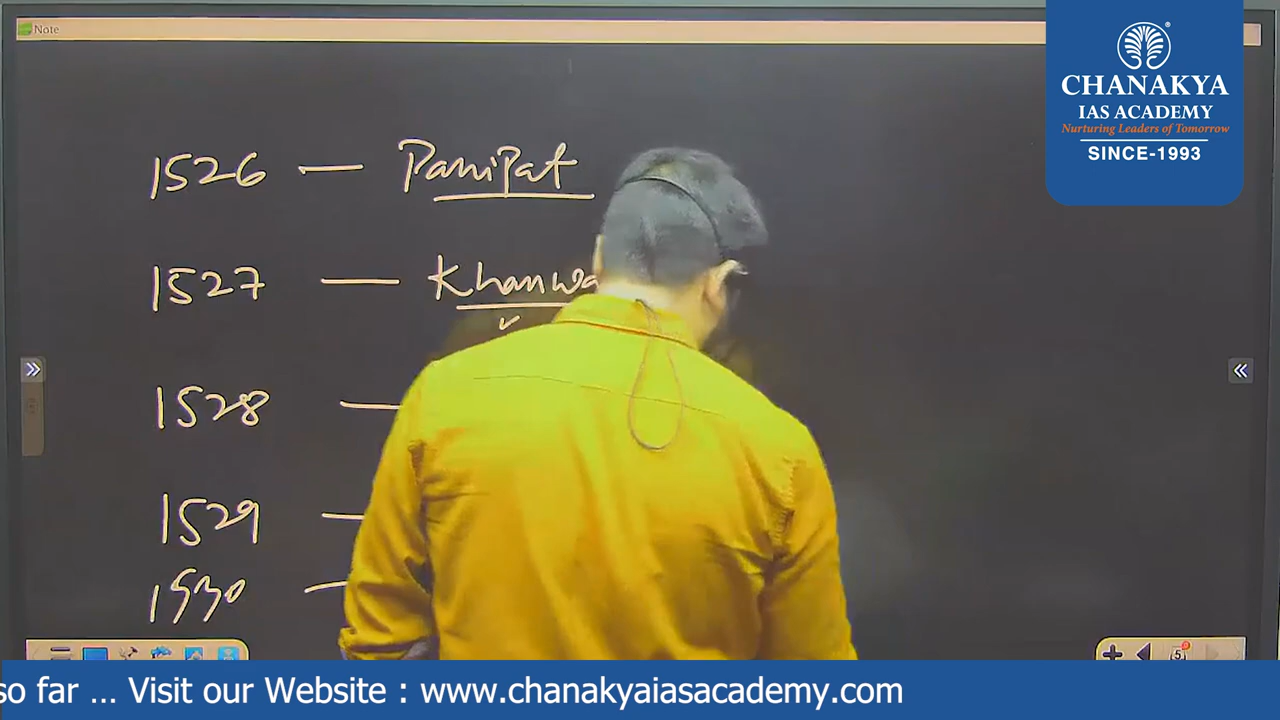 Note
CHANAKYA
IAS ACADEMY
Nurturing Leaders of Tomorrow
SINCE-1993
1526 — Panipat
1527 — Khanwa
1528 —
1529 —
1530 —
so far ... Visit our Website : www.chanakyaiasacademy.com